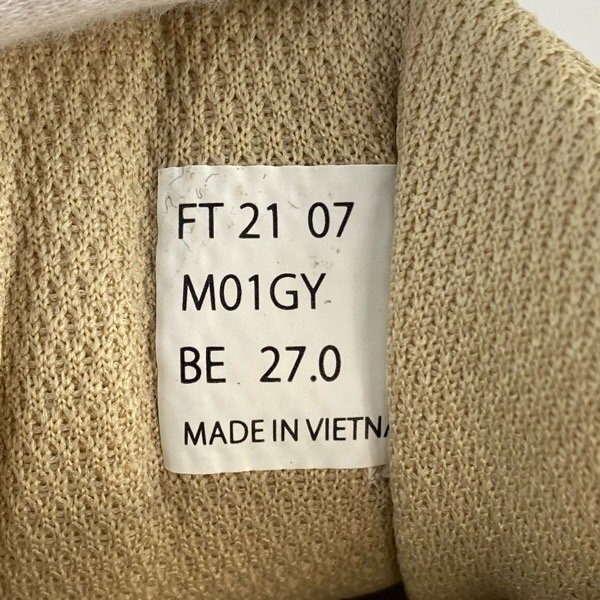 FT 21 07
M01GY
BE 27.0
MADE IN VIETNA